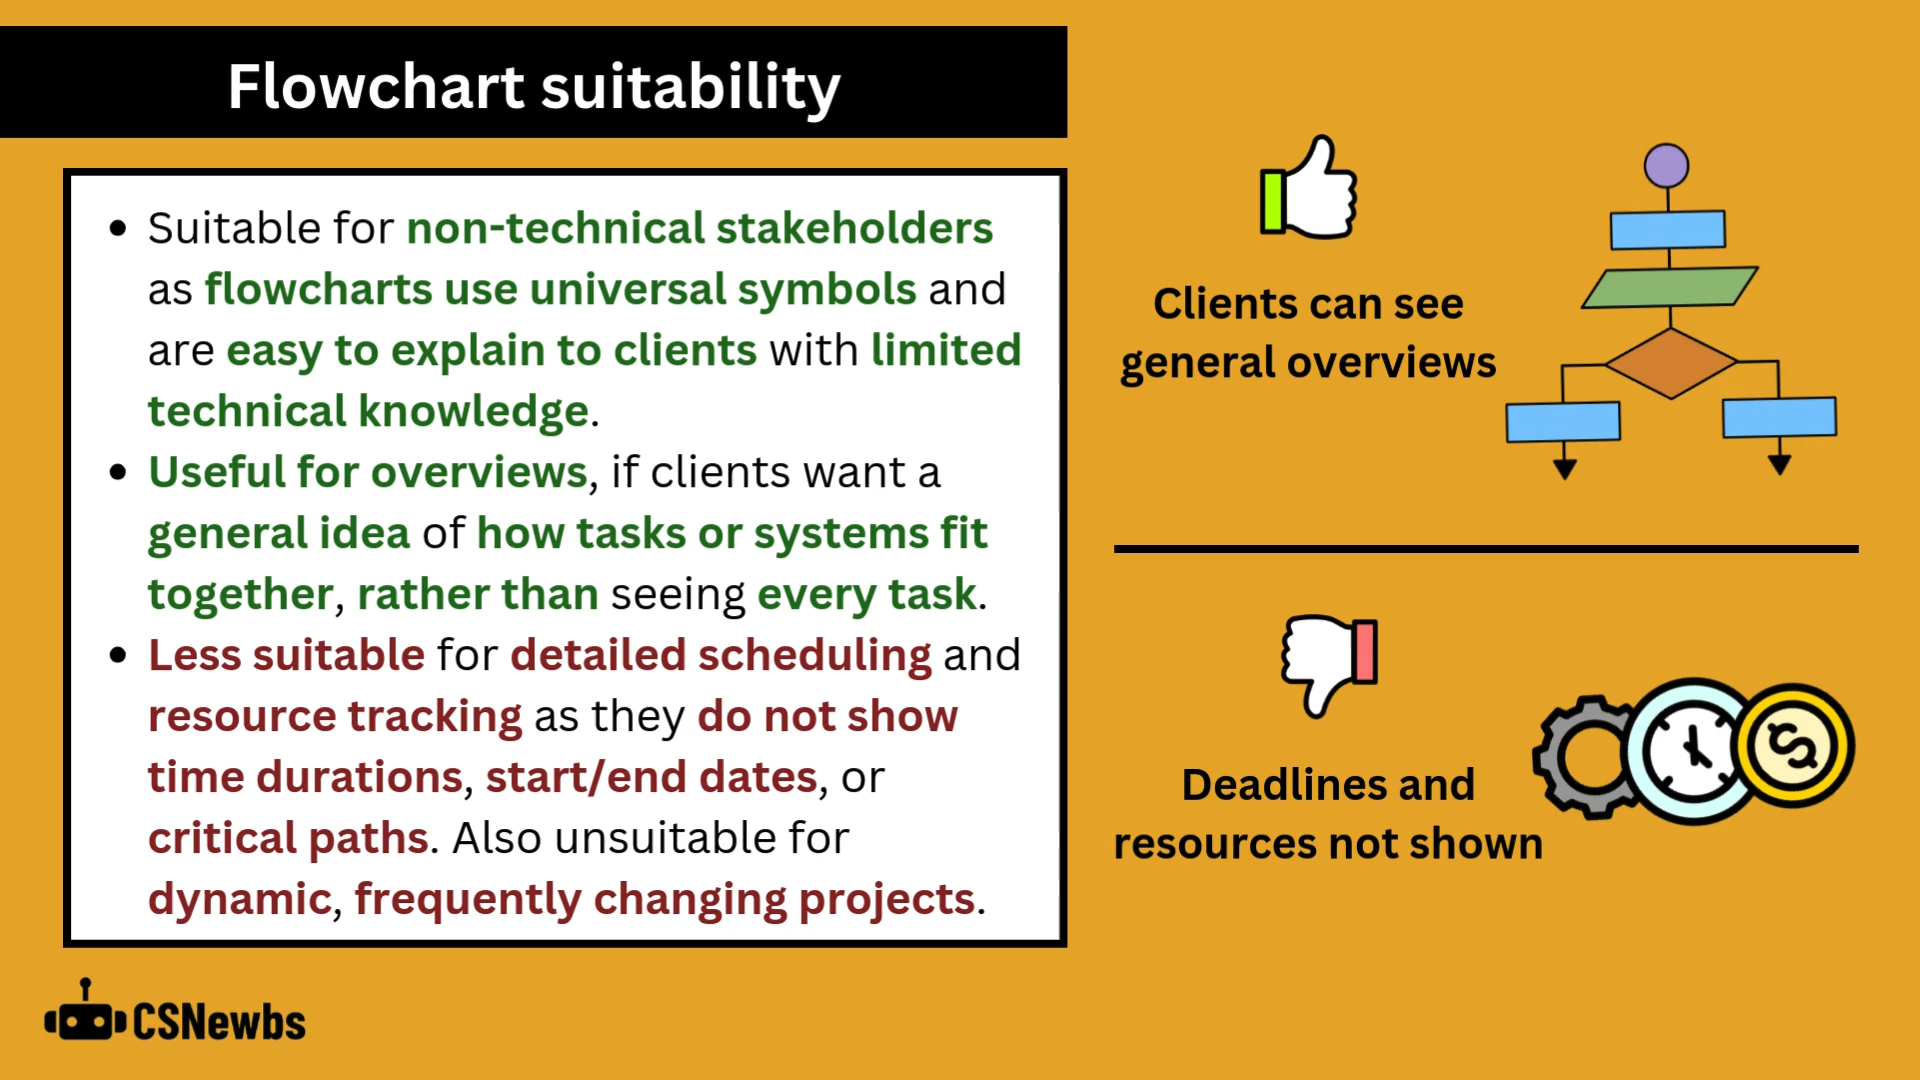 Flowchart suitability
• Suitable for non-technical stakeholders
as flowcharts use universal symbols and
are easy to explain to clients with limited
technical knowledge.
• Useful for overviews, if clients want a
general idea of how tasks or systems fit
together, rather than seeing every task.
• Less suitable for detailed scheduling and
resource tracking as they do not show
time durations, start/end dates, or
critical paths. Also unsuitable for
dynamic, frequently changing projects.
Clients can see
general overviews
Deadlines and
resources not shown
$
CSNewbs